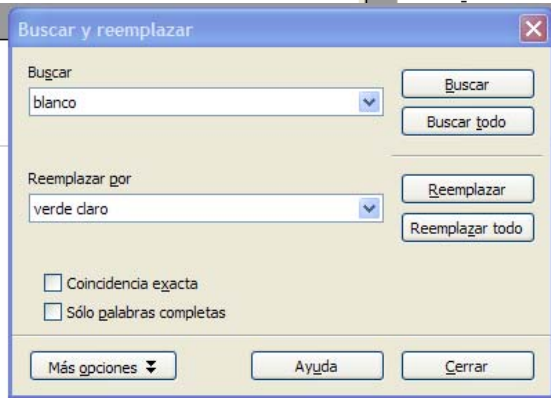 Buscar y reemplazar
Buscar
blanco
Buscar
Buscar todo
Reemplazar por
verde claro
Reemplazar
Reemplazar todo
Coincidencia exacta
Sólo palabras completas
Más opciones
Ayuda
Cerrar